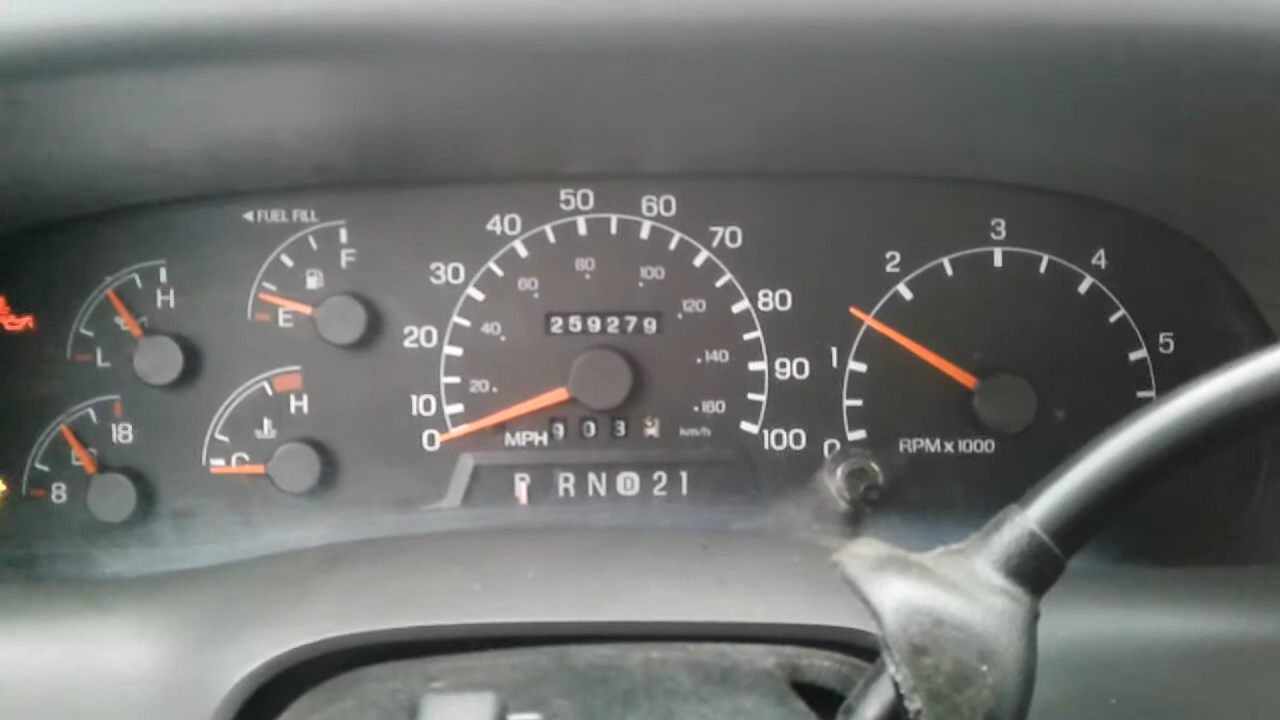 ◄ FUEL FILL
F
E
H
L
18
8
H
C
0 10 20 30 40 50 60 70 80 90 100
20 40 60 80 100 120 140 160
259279
MPH
903
km/h
P R N D 2 1
0 1 2 3 4 5
RPM x 1000